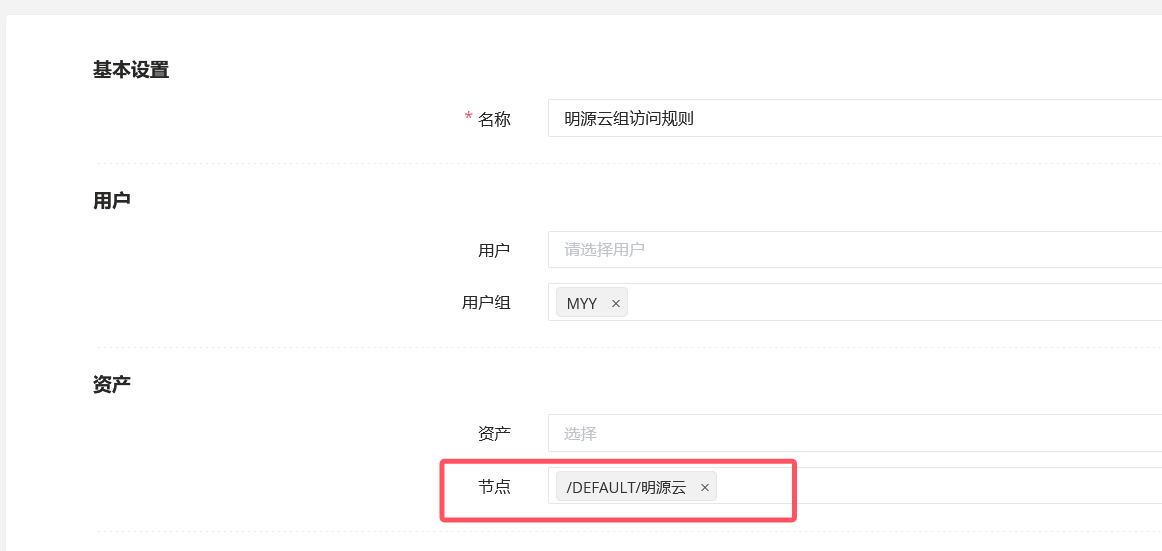 基本设置
* 名称 明源云组访问规则
用户
用户 请选择用户
用户组 MYY ×
资产
资产 选择
节点 /DEFAULT/明源云 ×